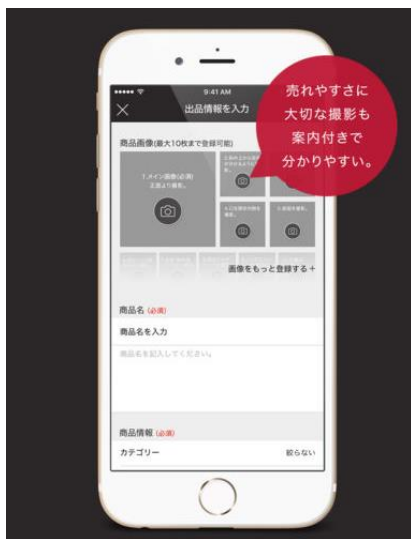 9:41 AM
出品情報を入力
売れやすさに
大切な撮影も
案内付きで
分かりやすい。
商品画像(最大10枚まで登録可能)
1.メイン画像(必須)
正面より撮影。
画像をもっと登録する+
商品名 (必須)
商品名を入力
商品名を記入してください。
商品情報 (必須)
カテゴリー
絞らない